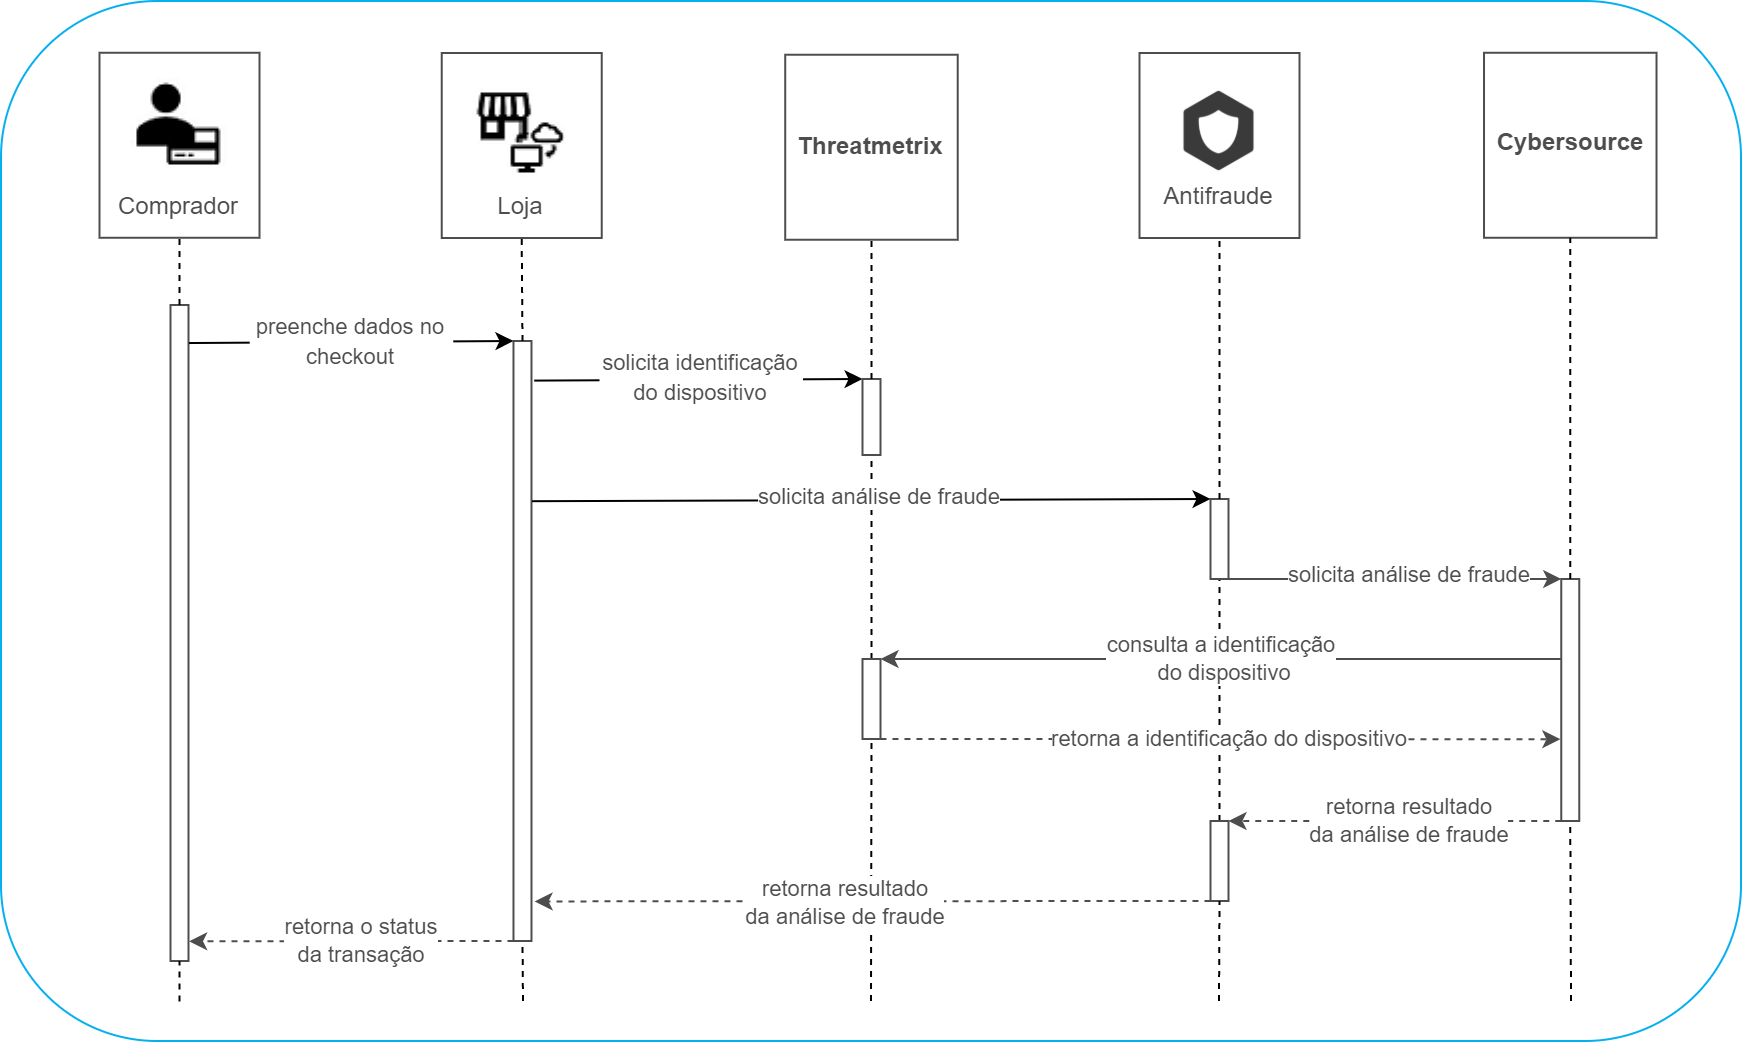 Comprador
Loja
Threatmetrix
Antifraude
Cybersource
preenche dados no
checkout
solicita identificação
do dispositivo
solicita análise de fraude
solicita análise de fraude
consulta a identificação
do dispositivo
retorna a identificação do dispositivo
retorna resultado
da análise de fraude
retorna resultado
da análise de fraude
retorna o status
da transação